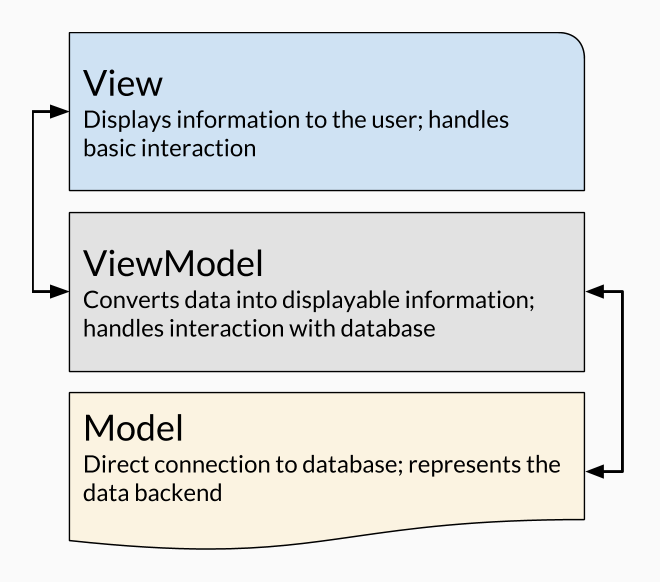 View
Displays information to the user; handles
basic interaction
ViewModel
Converts data into displayable information;
handles interaction with database
Model
Direct connection to database; represents the
data backend